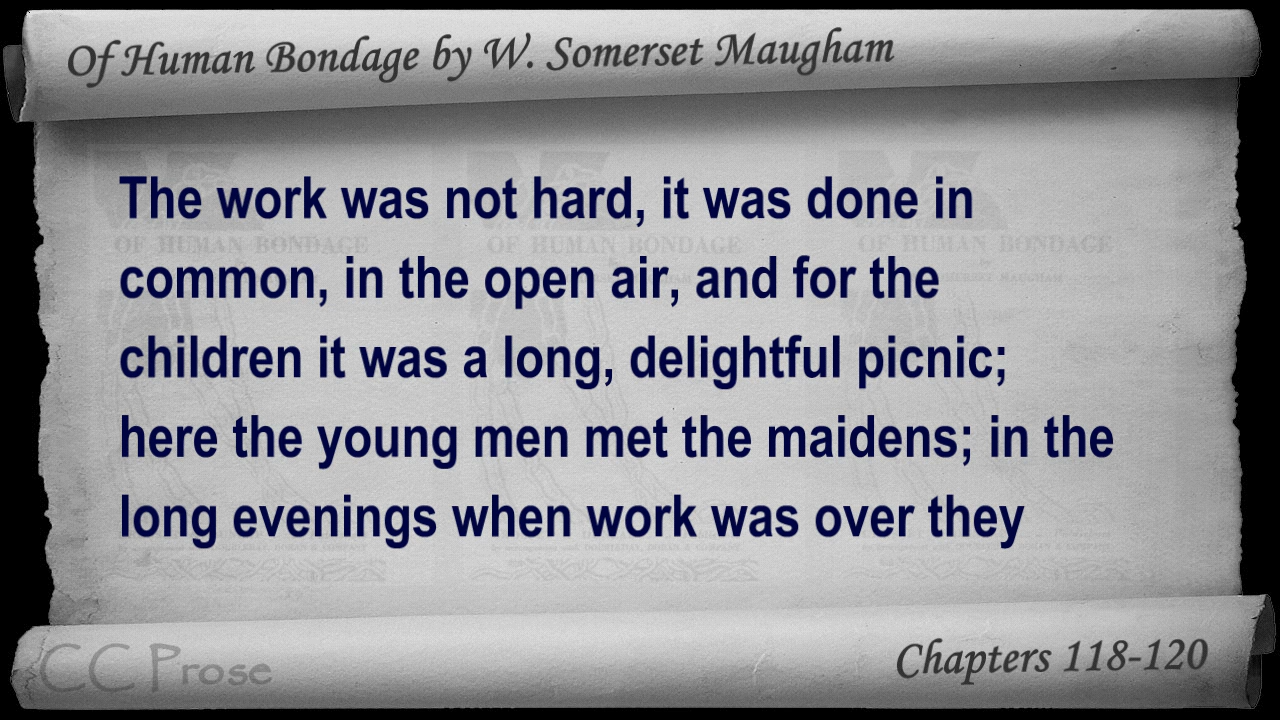 Of Human Bondage by W. Somerset Maugham
The work was not hard, it was done in
common, in the open air, and for the
children it was a long, delightful picnic;
here the young men met the maidens; in the
long evenings when work was over they
CC Prose
Chapters 118-120